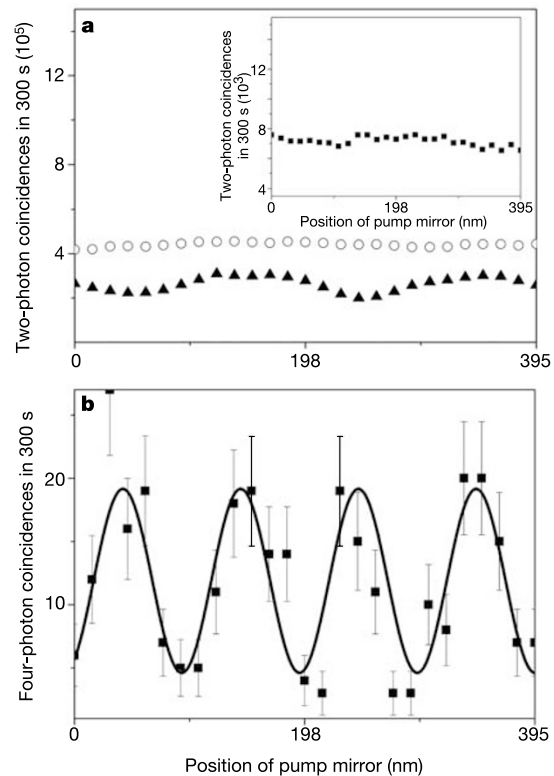 a
Two-photon coincidences in 300 s (10⁵)
12
8
4
0
198
395
Two-photon coincidences
in 300 s (10³)
12
8
4
0
198
395
Position of pump mirror (nm)
b
Four-photon coincidences in 300 s
20
10
0
198
395
Position of pump mirror (nm)